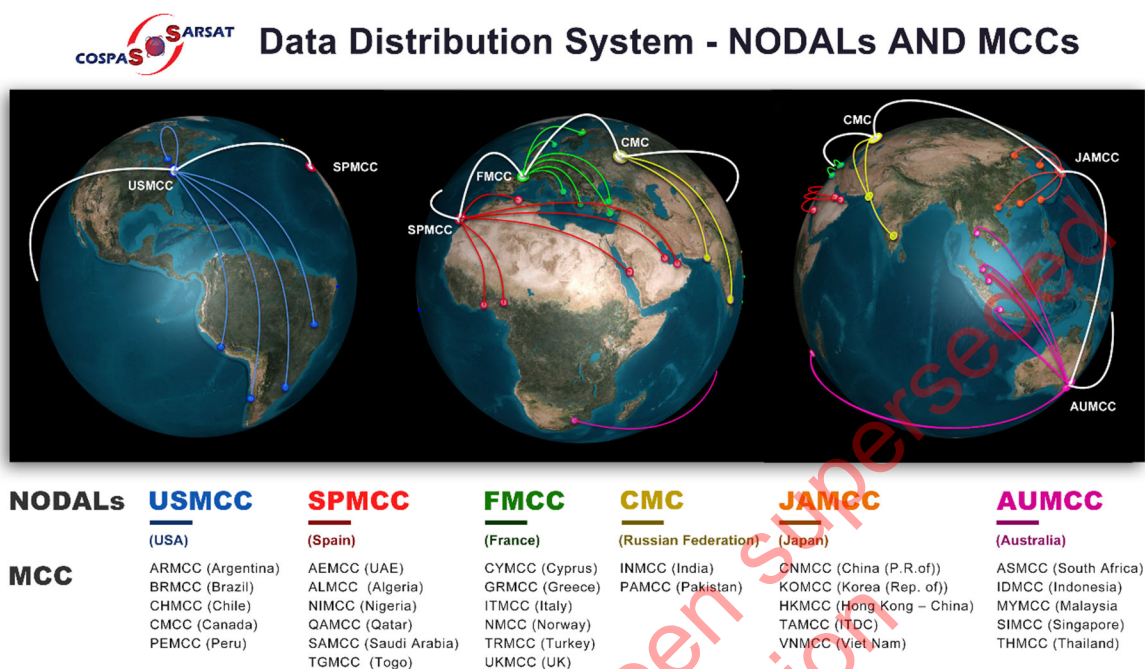 COSPAS SARSAT
Data Distribution System - NODALs AND MCCs
USMCC
SPMCC
SPMCC
FMCC
CMC
CMC
JAMCC
AUMCC
NODALs USMCC SPMCC FMCC CMC JAMCC AUMCC
(USA) (Spain) (France) (Russian Federation) (Japan) (Australia)
MCC
ARMCC (Argentina) AEMCC (UAE) CYMCC (Cyprus) INMCC (India) CNMCC (China (P.R.of)) ASMCC (South Africa)
BRMCC (Brazil) ALMCC (Algeria) GRMCC (Greece) PAMCC (Pakistan) KOMCC (Korea (Rep. of)) IDMCC (Indonesia)
CHMCC (Chile) NIMCC (Nigeria) ITMCC (Italy) HKMCC (Hong Kong – China) MYMCC (Malaysia
CMCC (Canada) QAMCC (Qatar) NMCC (Norway) TAMCC (ITDC) SIMCC (Singapore)
PEMCC (Peru) SAMCC (Saudi Arabia) TRMCC (Turkey) VNMCC (Viet Nam) THMCC (Thailand)
TGMCC (Togo) UKMCC (UK)
superseded